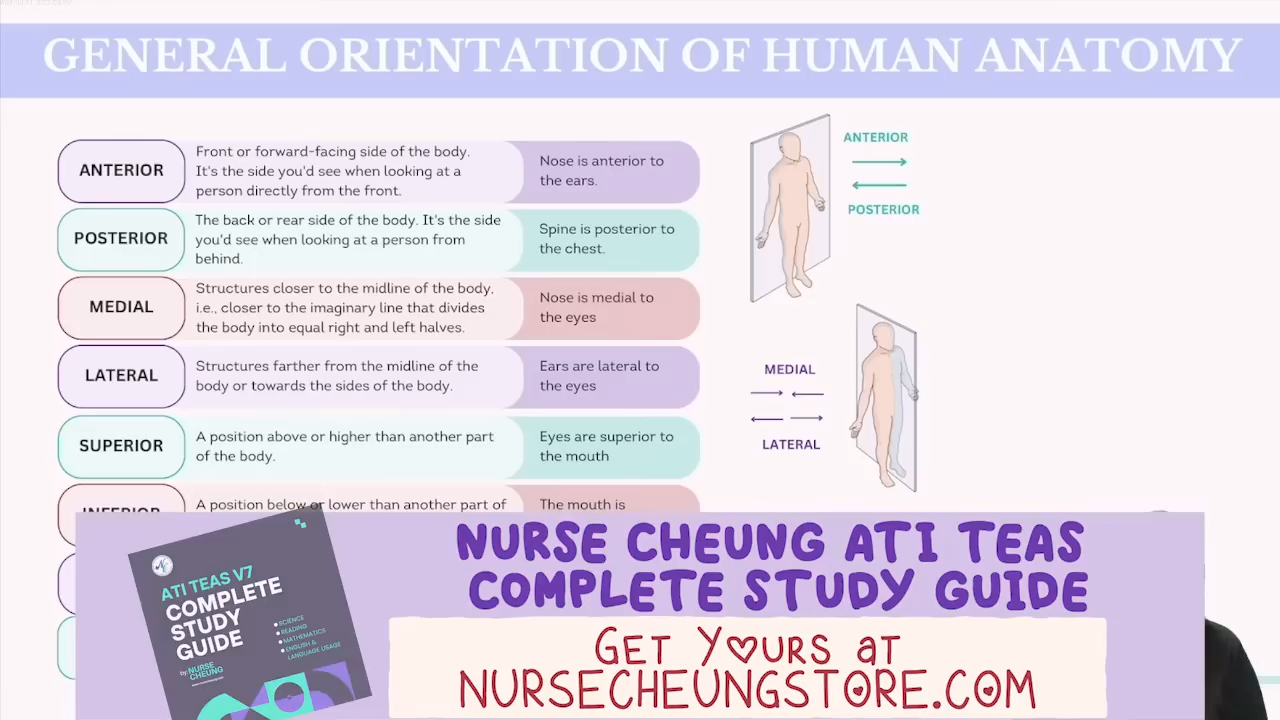 GENERAL ORIENTATION OF HUMAN ANATOMY
ANTERIOR
Front or forward-facing side of the body.
It's the side you'd see when looking at a
person directly from the front.
Nose is anterior to
the ears.
POSTERIOR
The back or rear side of the body. It's the side
you'd see when looking at a person from
behind.
Spine is posterior to
the chest.
MEDIAL
Structures closer to the midline of the body,
i.e., closer to the imaginary line that divides
the body into equal right and left halves.
Nose is medial to
the eyes
LATERAL
Structures farther from the midline of the
body or towards the sides of the body.
Ears are lateral to
the eyes
SUPERIOR
A position above or higher than another part
of the body.
Eyes are superior to
the mouth
INFERIOR
A position below or lower than another part of
The mouth is
ANTERIOR
POSTERIOR
MEDIAL
LATERAL
ATI TEAS V7
COMPLETE
STUDY
GUIDE
by NURSE
CHEUNG
SCIENCE
READING
MATHEMATICS
ENGLISH &
LANGUAGE USAGE
NURSE CHEUNG ATI TEAS
COMPLETE STUDY GUIDE
GET YOURS at
NURSECHEUNGSTORE.COM